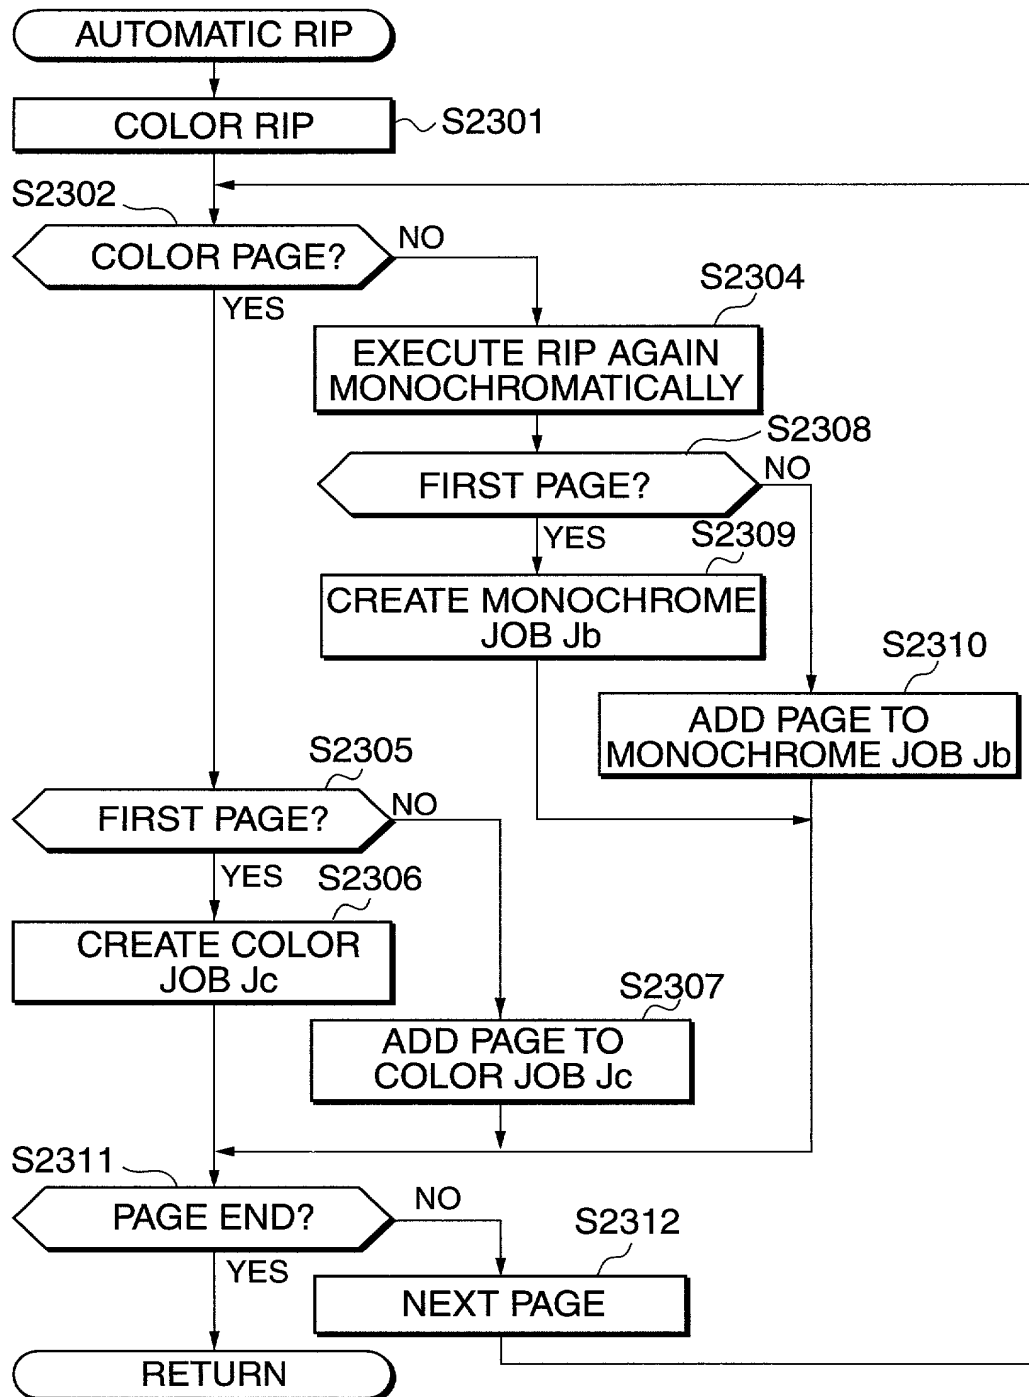 AUTOMATIC RIP
COLOR RIP
S2301
S2302
COLOR PAGE?
NO
YES
S2304
EXECUTE RIP AGAIN
MONOCHROMATICALLY
S2308
FIRST PAGE?
NO
YES
S2309
CREATE MONOCHROME
JOB Jb
S2310
ADD PAGE TO
MONOCHROME JOB Jb
S2305
FIRST PAGE?
NO
YES
S2306
CREATE COLOR
JOB Jc
S2307
ADD PAGE TO
COLOR JOB Jc
S2311
PAGE END?
NO
YES
S2312
NEXT PAGE
RETURN